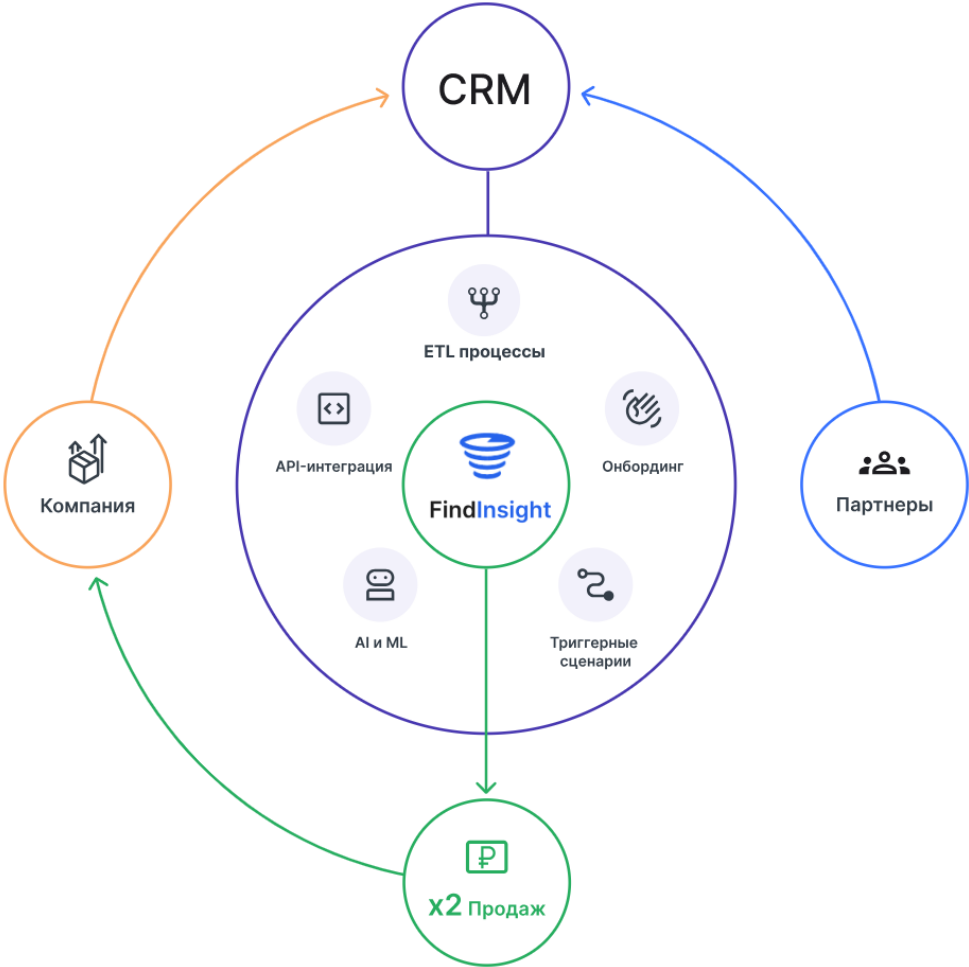 CRM
ETL процессы
API-интеграция
Онбординг
FindInsight
Компания
Партнеры
AI и ML
Триггерные
сценарии
x2 Продаж